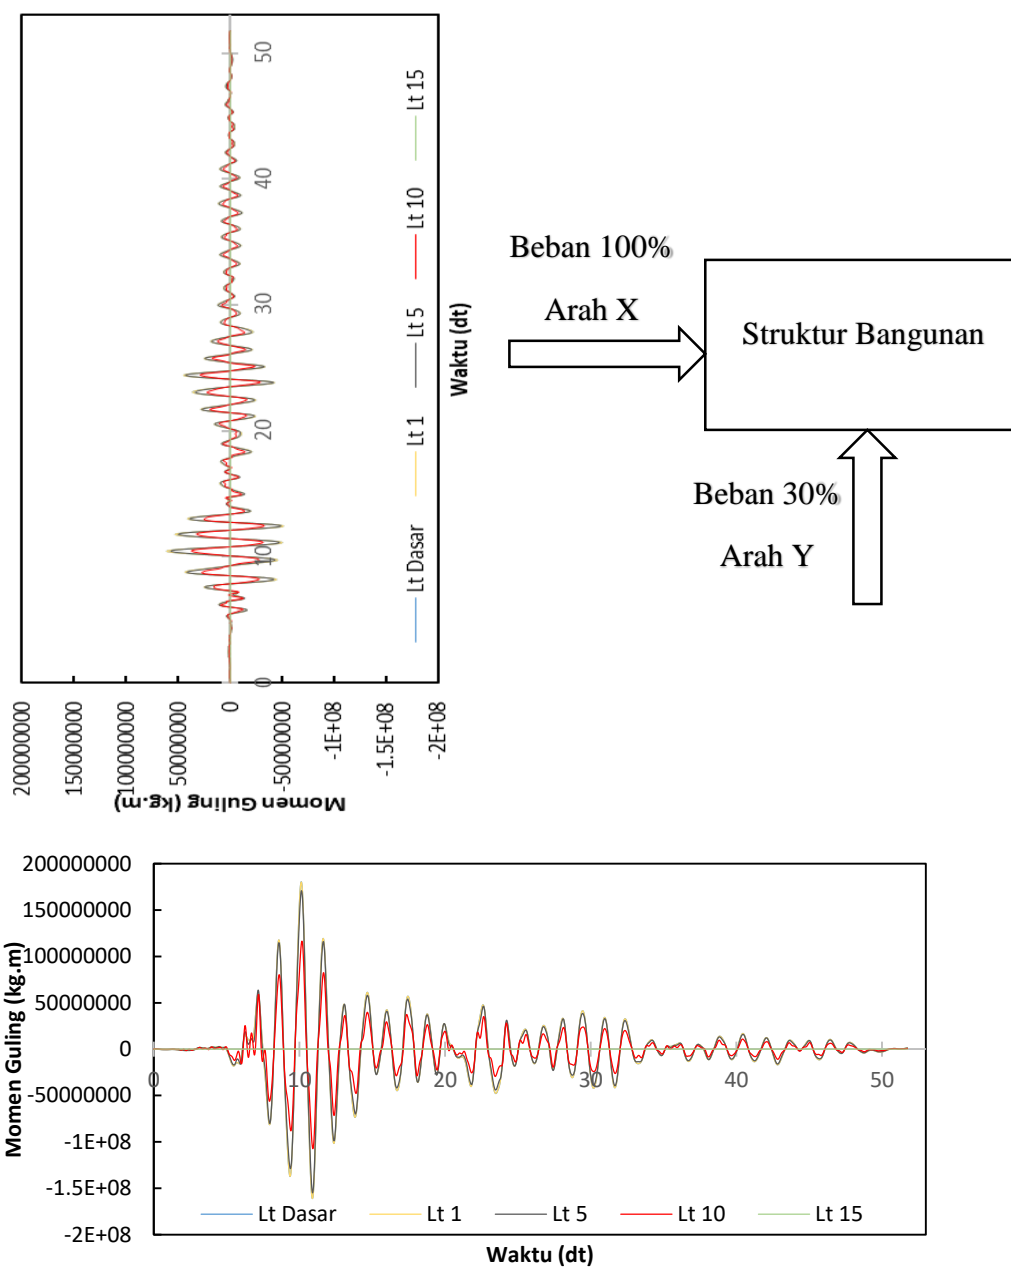 200000000
150000000
100000000
50000000
0
-50000000
-1E+08
-1.5E+08
-2E+08
Momen Guling (kg.m)
0
10
20
30
40
50
Waktu (dt)
Lt Dasar
Lt 1
Lt 5
Lt 10
Lt 15
Beban 100%
Arah X
Struktur Bangunan
Beban 30%
Arah Y
200000000
150000000
100000000
50000000
0
-50000000
-1E+08
-1.5E+08
-2E+08
Momen Guling (kg.m)
0 10 20 30 40 50
Lt Dasar Lt 1 Lt 5 Lt 10 Lt 15
Waktu (dt)